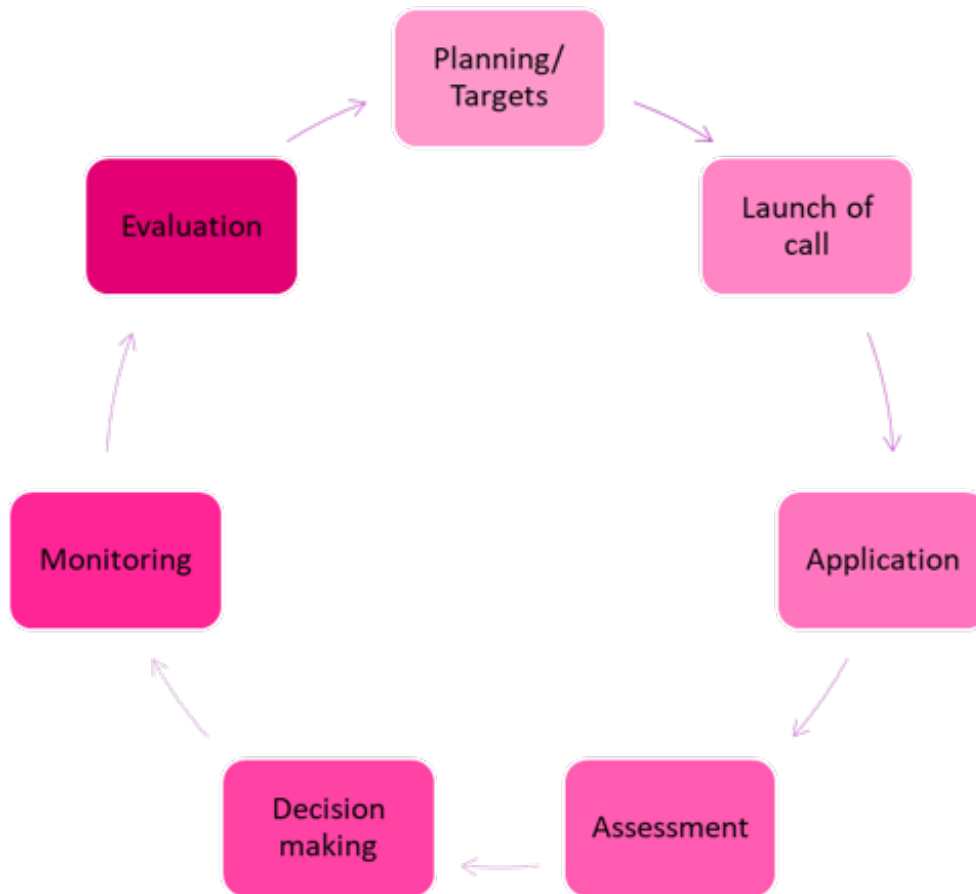 Planning/
Targets
Launch of
call
Application
Assessment
Decision
making
Monitoring
Evaluation